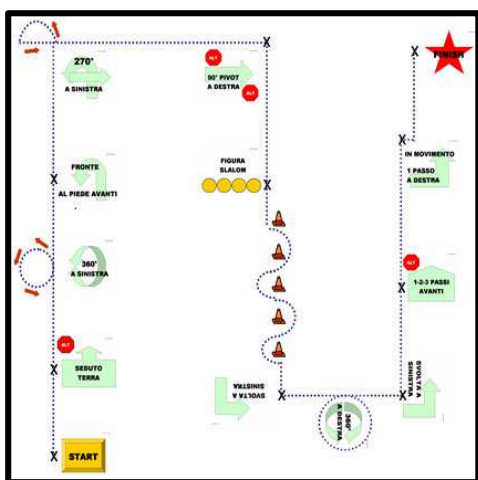 FINISH
270°
A SINISTRA
ALT
90° PIVOT
A DESTRA
ALT
IN MOVIMENTO
1 PASSO
A DESTRA
FRONTE
AL PIEDE AVANTI
FIGURA
SLALOM
360°
A SINISTRA
ALT
1-2-3 PASSI
AVANTI
ALT
SEDUTO
TERRA
SVOLTA A
SINISTRA
360°
A DESTRA
SVOLTA A
SINISTRA
START